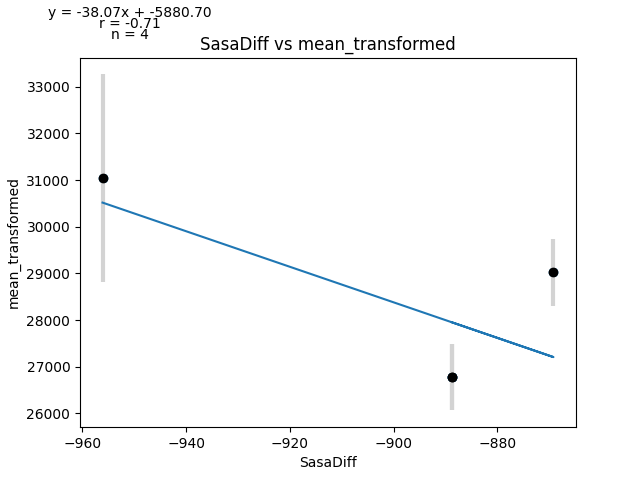 y = -38.07x + -5880.70
r = -0.71
n = 4
SasaDiff vs mean_transformed
33000
32000
31000
30000
29000
28000
27000
26000
mean_transformed
−960
−940
−920
−900
−880
SasaDiff